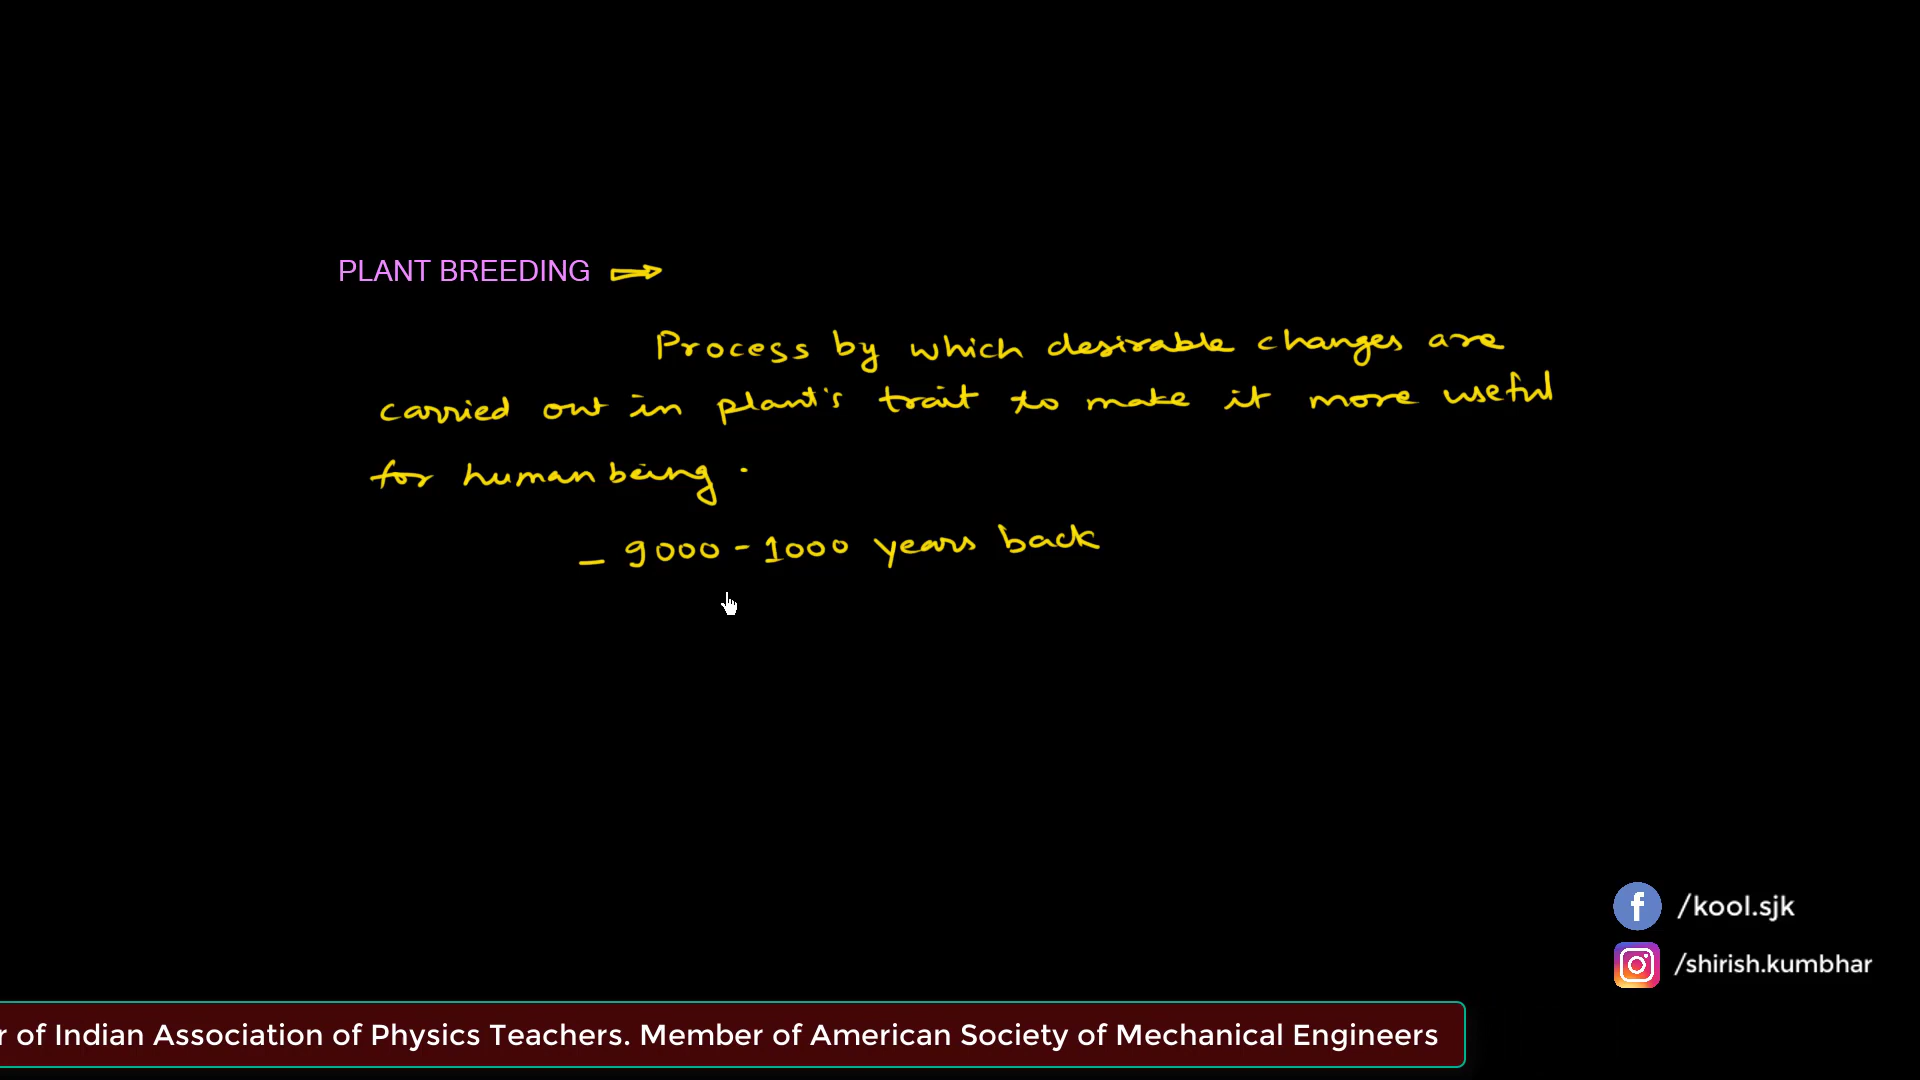 PLANT BREEDING
Process by which desirable changes are
carried out in plant's trait to make it more useful
for human being.
- 9000-1000 years back
/kool.sjk
/shirish.kumbhar
r of Indian Association of Physics Teachers. Member of American Society of Mechanical Engineers